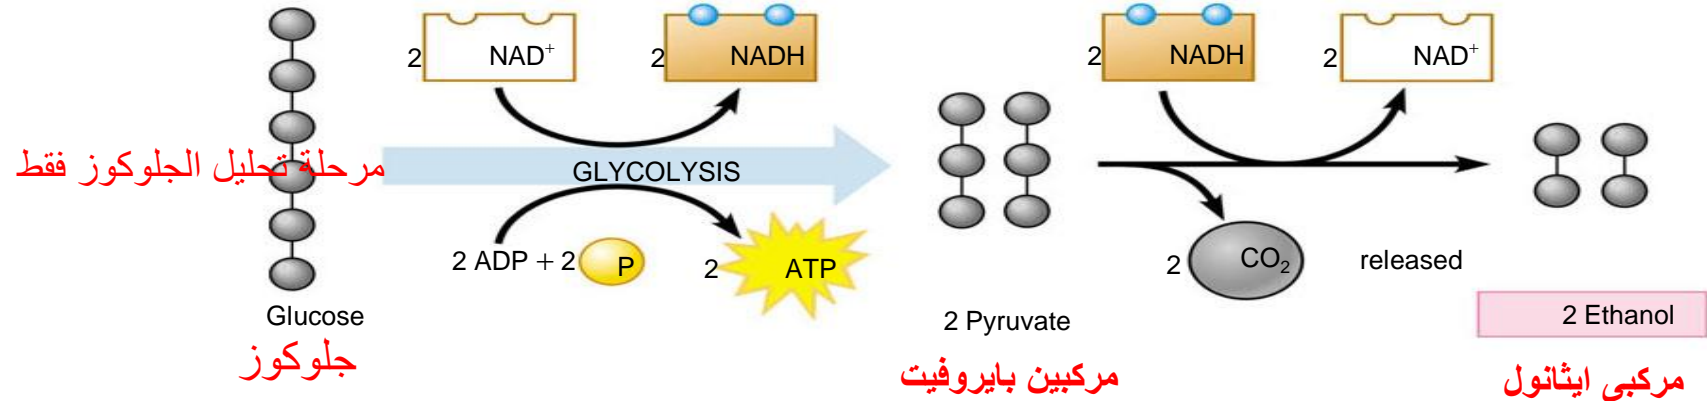 2 NAD⁺ 2 NADH 2 NADH 2 NAD⁺
مرحلة تحليل الجلوكوز فقط
GLYCOLYSIS
2 ADP + 2 P 2 ATP 2 CO₂ released
Glucose 2 Pyruvate 2 Ethanol
جلوكوز مركبين بايروفيت مركبي ايثانول